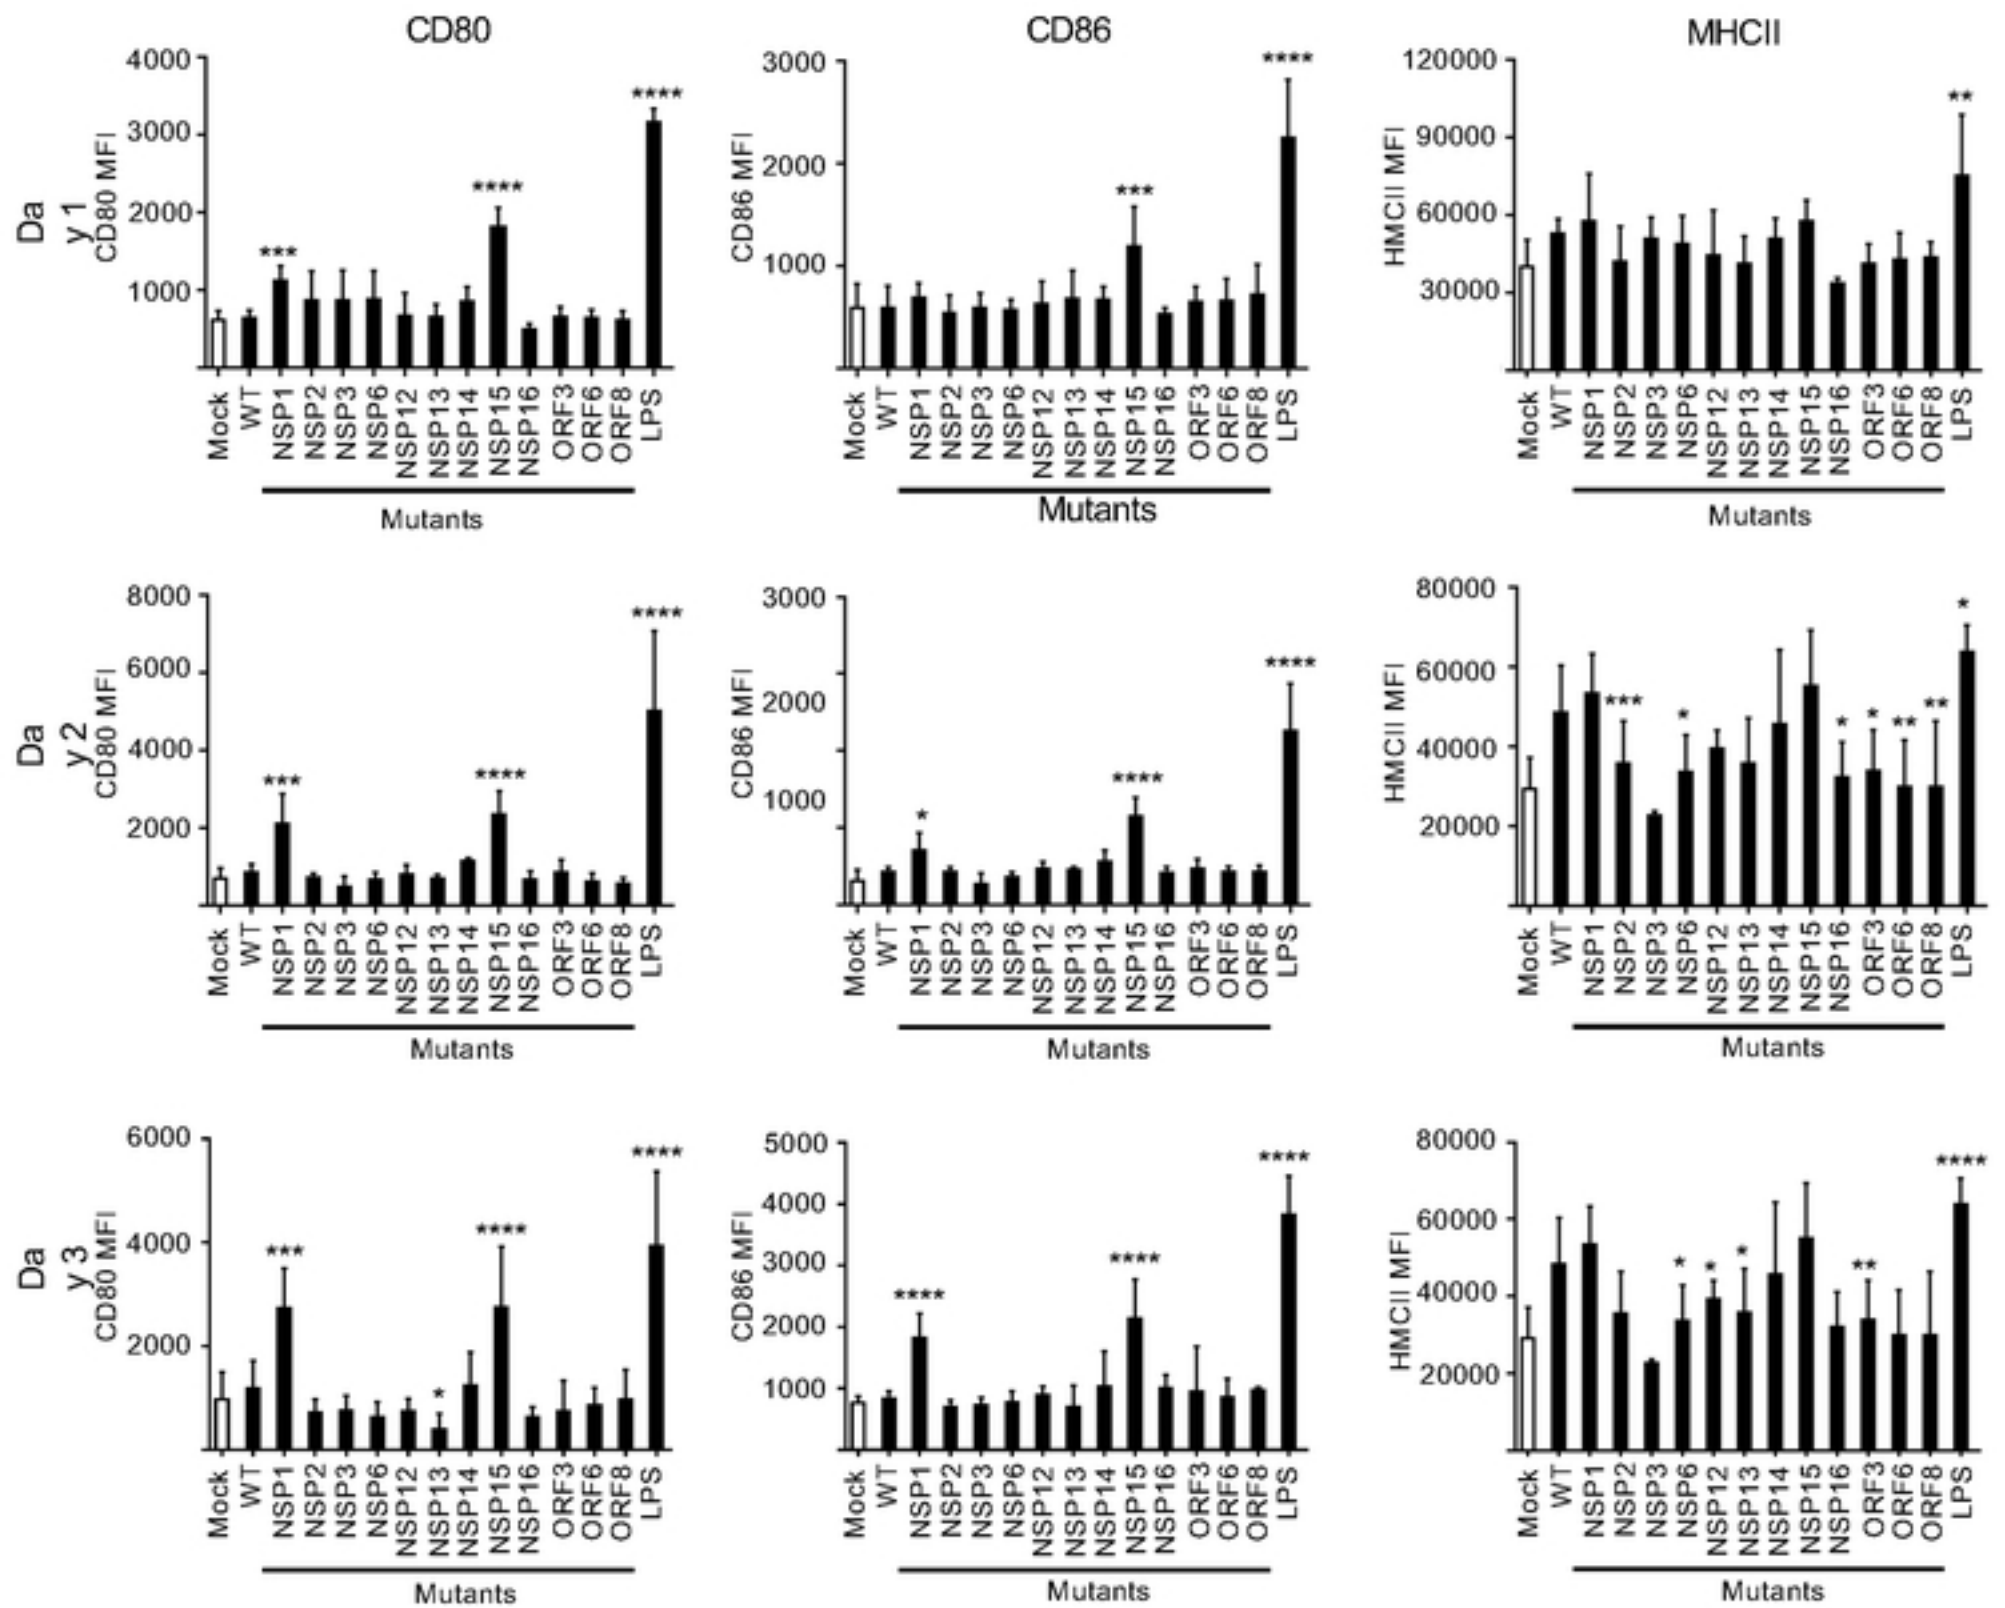 CD80
CD86
MHCII
Da
y 1
CD80 MFI
4000
3000
2000
1000
***
****
****
Mock
WT
NSP1
NSP2
NSP3
NSP6
NSP12
NSP13
NSP14
NSP15
NSP16
ORF3
ORF6
ORF8
LPS
Mutants
CD86 MFI
3000
2000
1000
***
****
Mock
WT
NSP1
NSP2
NSP3
NSP6
NSP12
NSP13
NSP14
NSP15
NSP16
ORF3
ORF6
ORF8
LPS
Mutants
HMCII MFI
120000
90000
60000
30000
**
Mock
WT
NSP1
NSP2
NSP3
NSP6
NSP12
NSP13
NSP14
NSP15
NSP16
ORF3
ORF6
ORF8
LPS
Mutants
Da
y 2
CD80 MFI
8000
6000
4000
2000
***
****
****
Mock
WT
NSP1
NSP2
NSP3
NSP6
NSP12
NSP13
NSP14
NSP15
NSP16
ORF3
ORF6
ORF8
LPS
Mutants
CD86 MFI
3000
2000
1000
*
****
****
Mock
WT
NSP1
NSP2
NSP3
NSP6
NSP12
NSP13
NSP14
NSP15
NSP16
ORF3
ORF6
ORF8
LPS
Mutants
HMCII MFI
80000
60000
40000
20000
***
*
*
*
**
**
*
Mock
WT
NSP1
NSP2
NSP3
NSP6
NSP12
NSP13
NSP14
NSP15
NSP16
ORF3
ORF6
ORF8
LPS
Mutants
Da
y 3
CD80 MFI
6000
4000
2000
***
*
****
****
Mock
WT
NSP1
NSP2
NSP3
NSP6
NSP12
NSP13
NSP14
NSP15
NSP16
ORF3
ORF6
ORF8
LPS
Mutants
CD86 MFI
5000
4000
3000
2000
1000
****
****
****
Mock
WT
NSP1
NSP2
NSP3
NSP6
NSP12
NSP13
NSP14
NSP15
NSP16
ORF3
ORF6
ORF8
LPS
Mutants
HMCII MFI
80000
60000
40000
20000
*
*
*
**
****
Mock
WT
NSP1
NSP2
NSP3
NSP6
NSP12
NSP13
NSP14
NSP15
NSP16
ORF3
ORF6
ORF8
LPS
Mutants